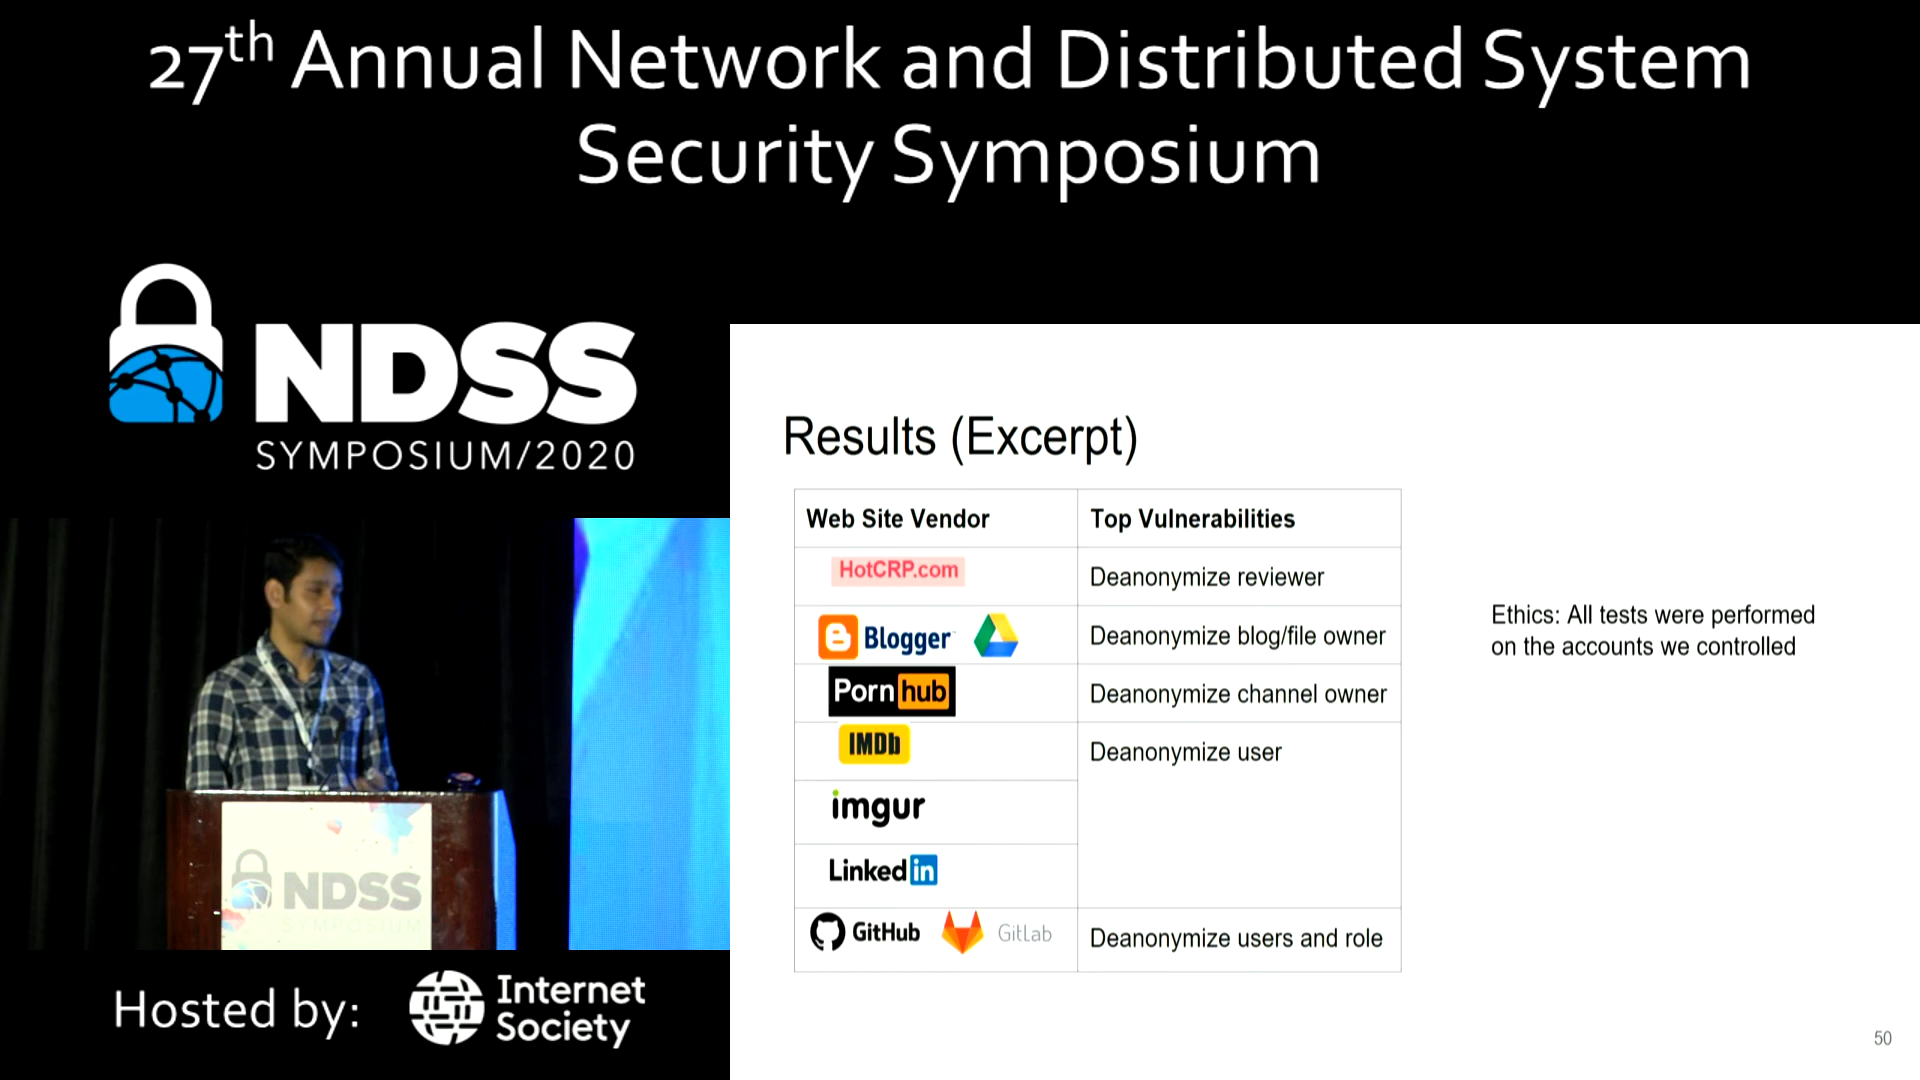 27th Annual Network and Distributed System
Security Symposium
NDSS
SYMPOSIUM/2020
Results (Excerpt)
Web Site Vendor
Top Vulnerabilities
HotCRP.com
Deanonymize reviewer
Blogger
Deanonymize blog/file owner
Pornhub
Deanonymize channel owner
IMDb
Deanonymize user
imgur
Linkedin
GitHub
GitLab
Deanonymize users and role
Ethics: All tests were performed
on the accounts we controlled
NDSS
SYMPOSIUM
Hosted by:
Internet
Society
50